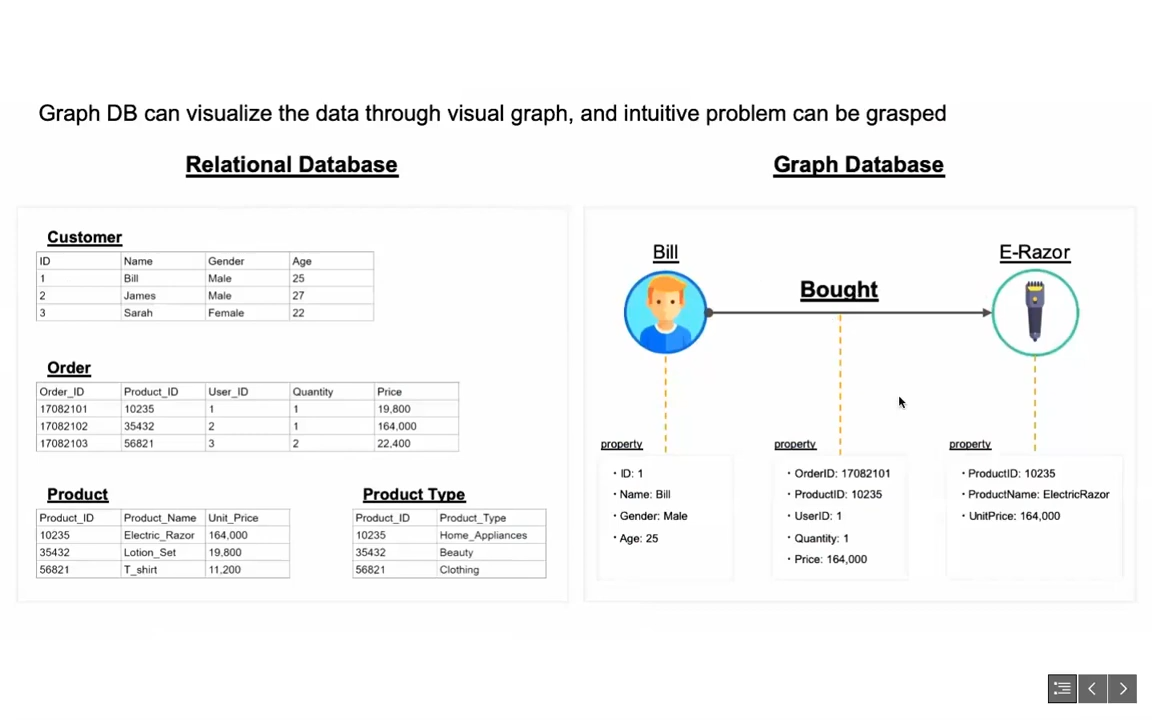 Graph DB can visualize the data through visual graph, and intuitive problem can be grasped
Relational Database
Customer
ID Name Gender Age
1 Bill Male 25
2 James Male 27
3 Sarah Female 22
Order
Order_ID Product_ID User_ID Quantity Price
17082101 10235 1 1 19,800
17082102 35432 2 1 164,000
17082103 56821 3 2 22,400
Product
Product_ID Product_Name Unit_Price
10235 Electric_Razor 164,000
35432 Lotion_Set 19,800
56821 T_shirt 11,200
Product Type
Product_ID Product_Type
10235 Home_Appliances
35432 Beauty
56821 Clothing
Graph Database
Bill
Bought
E-Razor
property
· ID: 1
· Name: Bill
· Gender: Male
· Age: 25
property
· OrderID: 17082101
· ProductID: 10235
· UserID: 1
· Quantity: 1
· Price: 164,000
property
· ProductID: 10235
· ProductName: ElectricRazor
· UnitPrice: 164,000